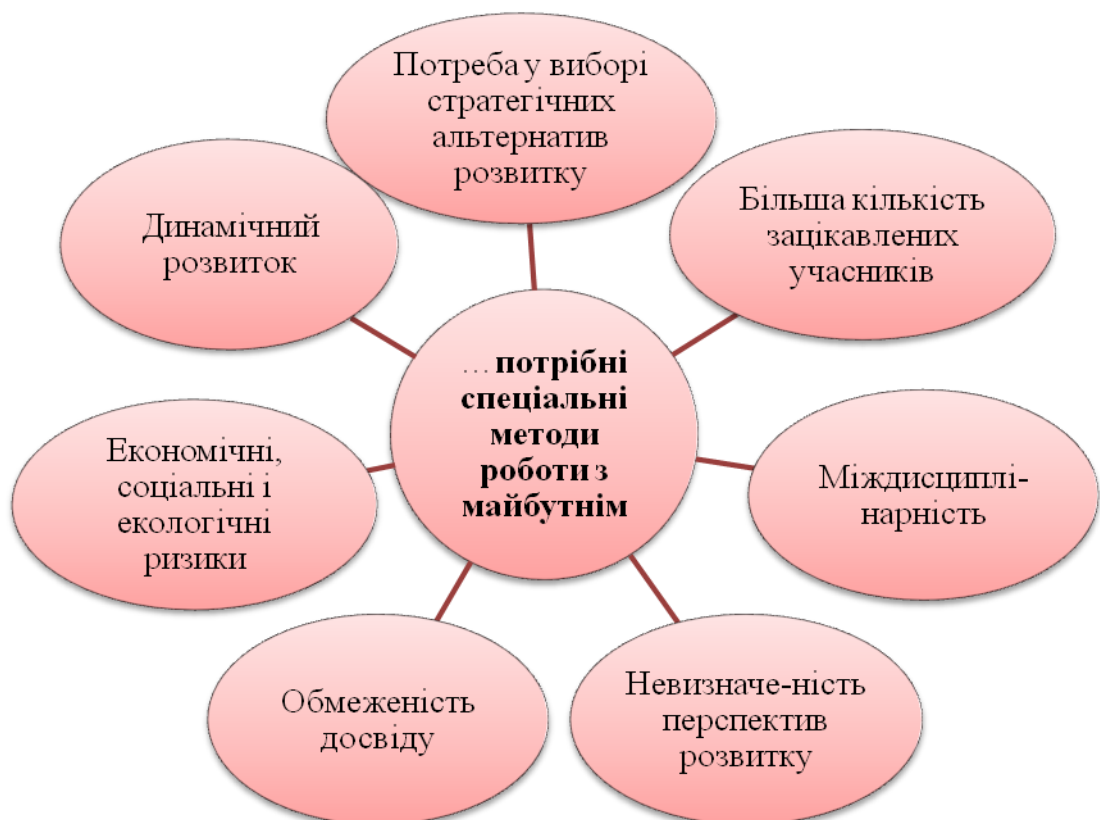 Потреба у виборі
стратегічних
альтернатив
розвитку
Більша кількість
зацікавлених
учасників
Міждисциплі-
нарність
Невизначе-ність
перспектив
розвитку
Обмеженість
досвіду
Економічні,
соціальні і
екологічні
ризики
Динамічний
розвиток
… потрібні
спеціальні
методи
роботи з
майбутнім